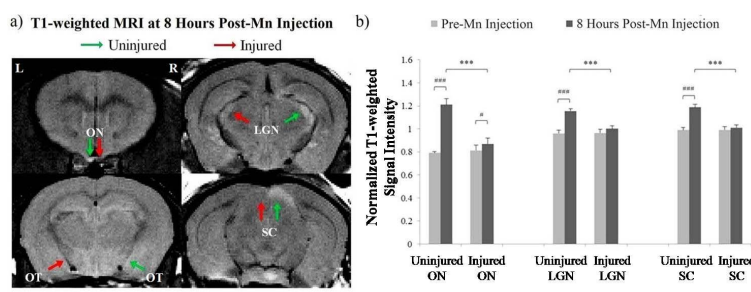 a) T1-weighted MRI at 8 Hours Post-Mn Injection
Uninjured Injured
L R
ON
LGN
OT OT
SC
b)
Pre-Mn Injection 8 Hours Post-Mn Injection
Normalized T1-weighted
Signal Intensity
1.6
1.4
1.2
1
0.8
0.6
0.4
0.2
0
*** *** ***
### # ### ###
Uninjured Injured Uninjured Injured Uninjured Injured
ON ON LGN LGN SC SC